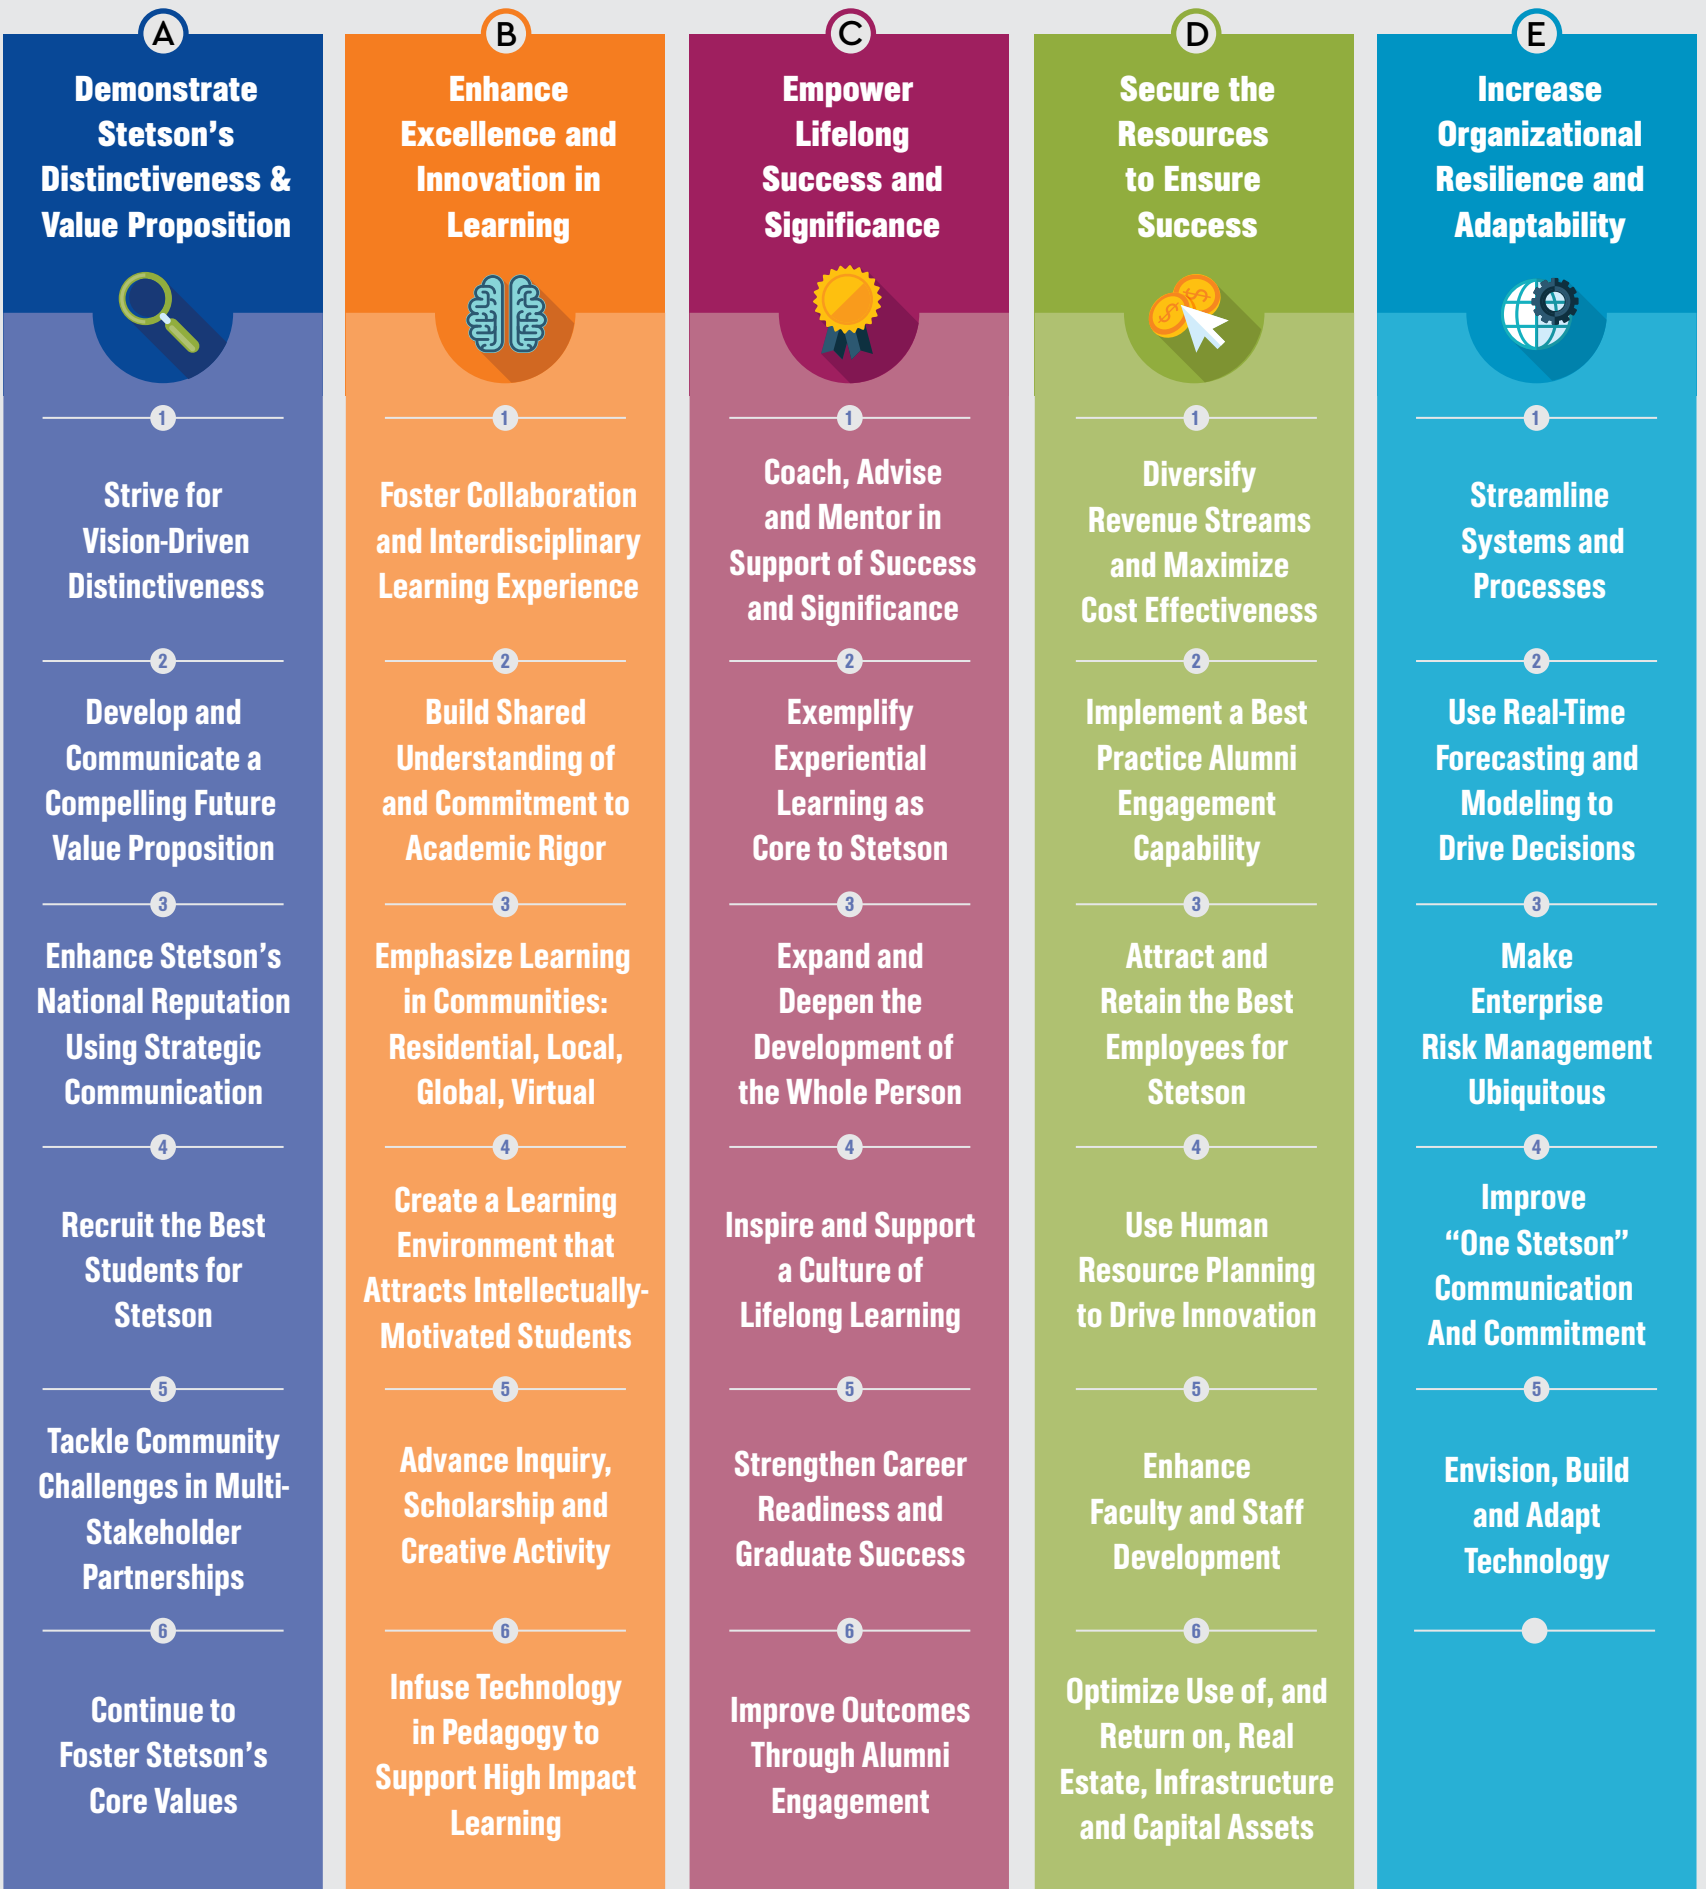 A
Demonstrate
Stetson’s
Distinctiveness &
Value Proposition
1
Strive for
Vision-Driven
Distinctiveness
2
Develop and
Communicate a
Compelling Future
Value Proposition
3
Enhance Stetson’s
National Reputation
Using Strategic
Communication
4
Recruit the Best
Students for
Stetson
5
Tackle Community
Challenges in Multi-
Stakeholder
Partnerships
6
Continue to
Foster Stetson’s
Core Values
B
Enhance
Excellence and
Innovation in
Learning
1
Foster Collaboration
and Interdisciplinary
Learning Experience
2
Build Shared
Understanding of
and Commitment to
Academic Rigor
3
Emphasize Learning
in Communities:
Residential, Local,
Global, Virtual
4
Create a Learning
Environment that
Attracts Intellectually-
Motivated Students
5
Advance Inquiry,
Scholarship and
Creative Activity
6
Infuse Technology
in Pedagogy to
Support High Impact
Learning
C
Empower
Lifelong
Success and
Significance
1
Coach, Advise
and Mentor in
Support of Success
and Significance
2
Exemplify
Experiential
Learning as
Core to Stetson
3
Expand and
Deepen the
Development of
the Whole Person
4
Inspire and Support
a Culture of
Lifelong Learning
5
Strengthen Career
Readiness and
Graduate Success
6
Improve Outcomes
Through Alumni
Engagement
D
Secure the
Resources
to Ensure
Success
$ $
1
Diversify
Revenue Streams
and Maximize
Cost Effectiveness
2
Implement a Best
Practice Alumni
Engagement
Capability
3
Attract and
Retain the Best
Employees for
Stetson
4
Use Human
Resource Planning
to Drive Innovation
5
Enhance
Faculty and Staff
Development
6
Optimize Use of, and
Return on, Real
Estate, Infrastructure
and Capital Assets
E
Increase
Organizational
Resilience and
Adaptability
1
Streamline
Systems and
Processes
2
Use Real-Time
Forecasting and
Modeling to
Drive Decisions
3
Make
Enterprise
Risk Management
Ubiquitous
4
Improve
“One Stetson”
Communication
And Commitment
5
Envision, Build
and Adapt
Technology